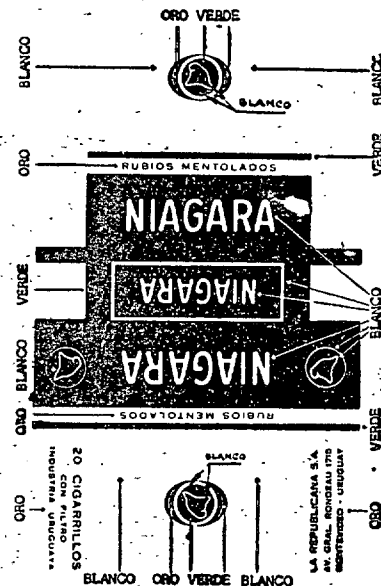 ORO VERDE
BLANCO
BLANCO
BLANCO
ORO
VERDE
RUBIOS MENTOLADOS
NIAGARA
VERDE
NIAGARA
BLANCO
BLANCO
NIAGARA
BLANCO
ORO
RUBIOS MENTOLADOS
VERDE
BLANCO
20 CIGARRILLOS
CON FILTRO
INDUSTRIA URUGUAYA
LA REPUBLICANA S.A.
AV. GRAL. RONDEAU 1715
MONTEVIDEO - URUGUAY
ORO
ORO
BLANCO ORO VERDE BLANCO